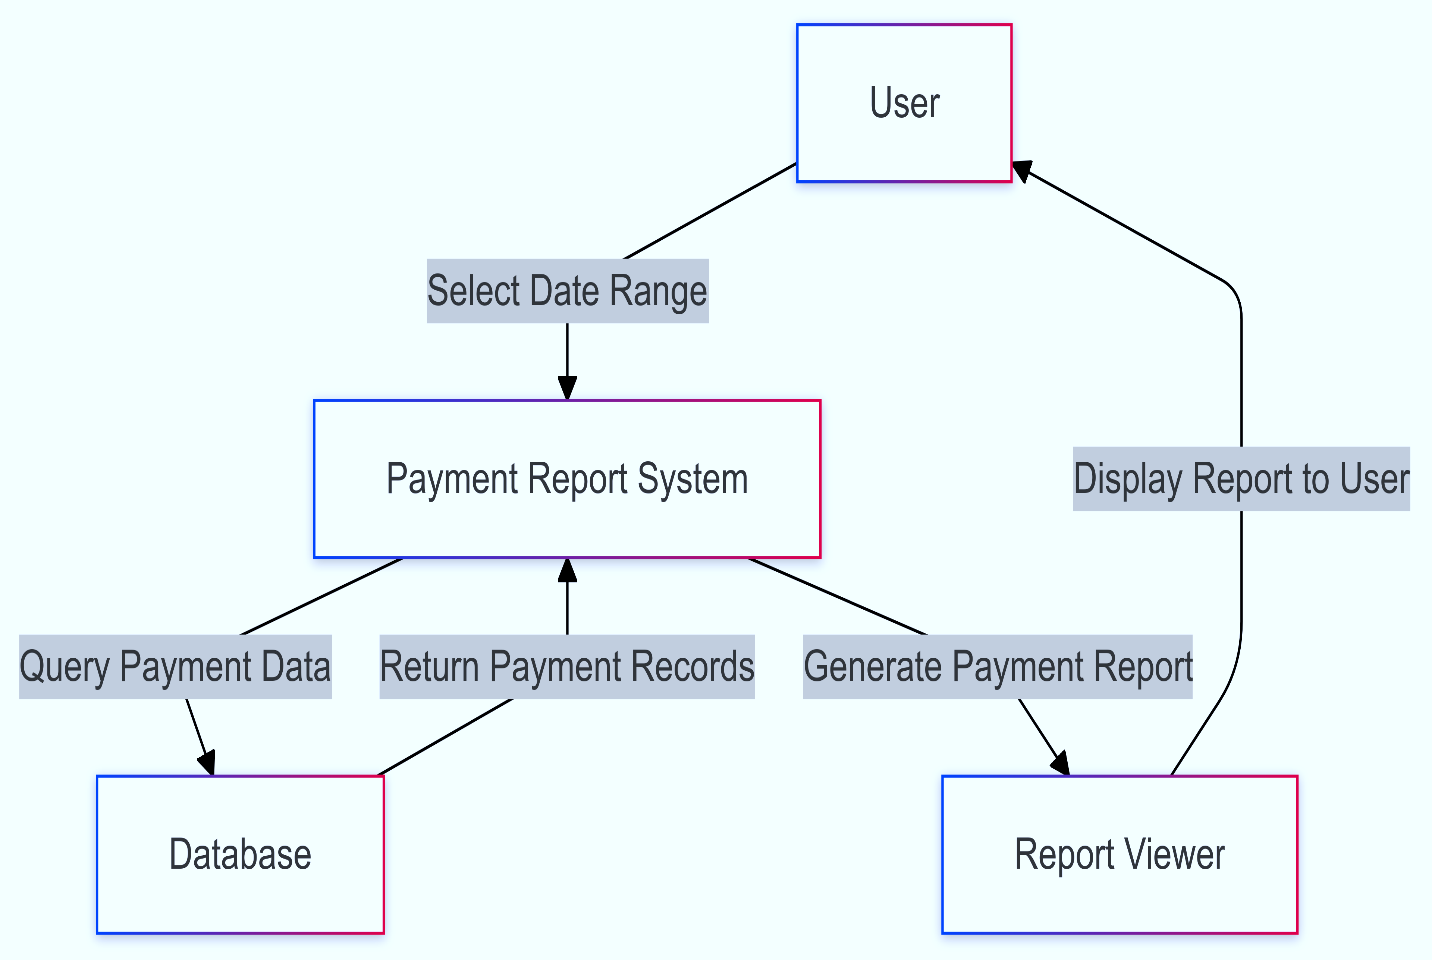 User
Select Date Range
Payment Report System
Display Report to User
Query Payment Data
Return Payment Records
Generate Payment Report
Database
Report Viewer